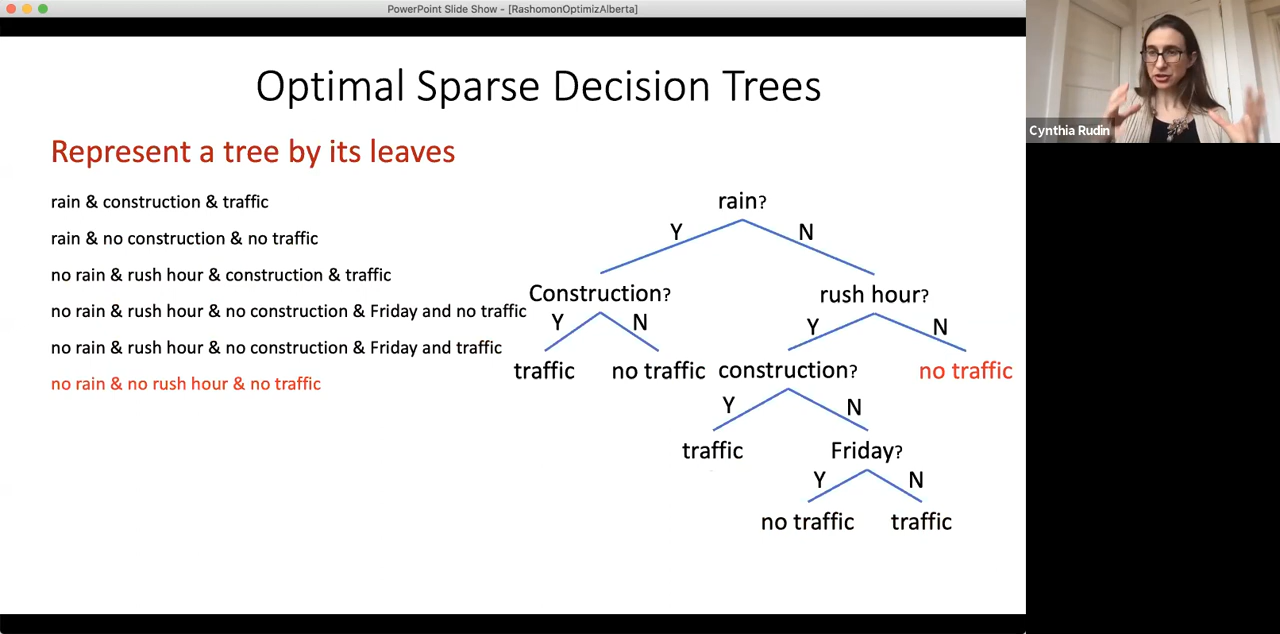 PowerPoint Slide Show - [RashomonOptimizAlberta]
Optimal Sparse Decision Trees
Represent a tree by its leaves
rain & construction & traffic
rain & no construction & no traffic
no rain & rush hour & construction & traffic
no rain & rush hour & no construction & Friday and no traffic
no rain & rush hour & no construction & Friday and traffic
no rain & no rush hour & no traffic
rain?
Y N
Construction? rush hour?
Y N Y N
traffic no traffic construction? no traffic
Y N
traffic Friday?
Y N
no traffic traffic
Cynthia Rudin